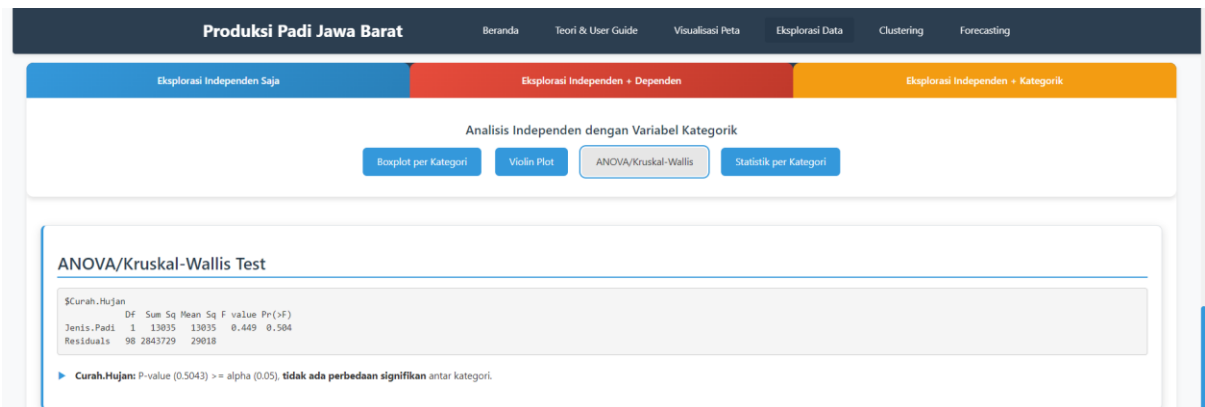 Produksi Padi Jawa Barat Beranda Teori & User Guide Visualisasi Peta Eksplorasi Data Clustering Forecasting
Eksplorasi Independen Saja Eksplorasi Independen + Dependen Eksplorasi Independen + Kategorik
Analisis Independen dengan Variabel Kategorik
Boxplot per Kategori Violin Plot ANOVA/Kruskal-Wallis Statistik per Kategori
ANOVA/Kruskal-Wallis Test
$Curah.Hujan
Df Sum Sq Mean Sq F value Pr(>F)
Jenis.Padi 1 13035 13035 0.449 0.504
Residuals 98 2843729 29018
Curah.Hujan: P-value (0.5043) >= alpha (0.05), tidak ada perbedaan signifikan antar kategori.